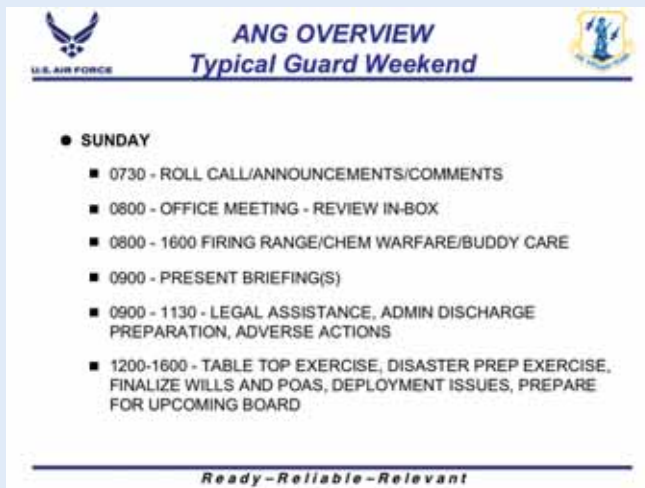 ANG OVERVIEW
Typical Guard Weekend
U.S. AIR FORCE
● SUNDAY
■ 0730 - ROLL CALL/ANNOUNCEMENTS/COMMENTS
■ 0800 - OFFICE MEETING - REVIEW IN-BOX
■ 0800 - 1600 FIRING RANGE/CHEM WARFARE/BUDDY CARE
■ 0900 - PRESENT BRIEFING(S)
■ 0900 - 1130 - LEGAL ASSISTANCE, ADMIN DISCHARGE
PREPARATION, ADVERSE ACTIONS
■ 1200-1600 - TABLE TOP EXERCISE, DISASTER PREP EXERCISE,
FINALIZE WILLS AND POAS, DEPLOYMENT ISSUES, PREPARE
FOR UPCOMING BOARD
Ready–Reliable–Relevant